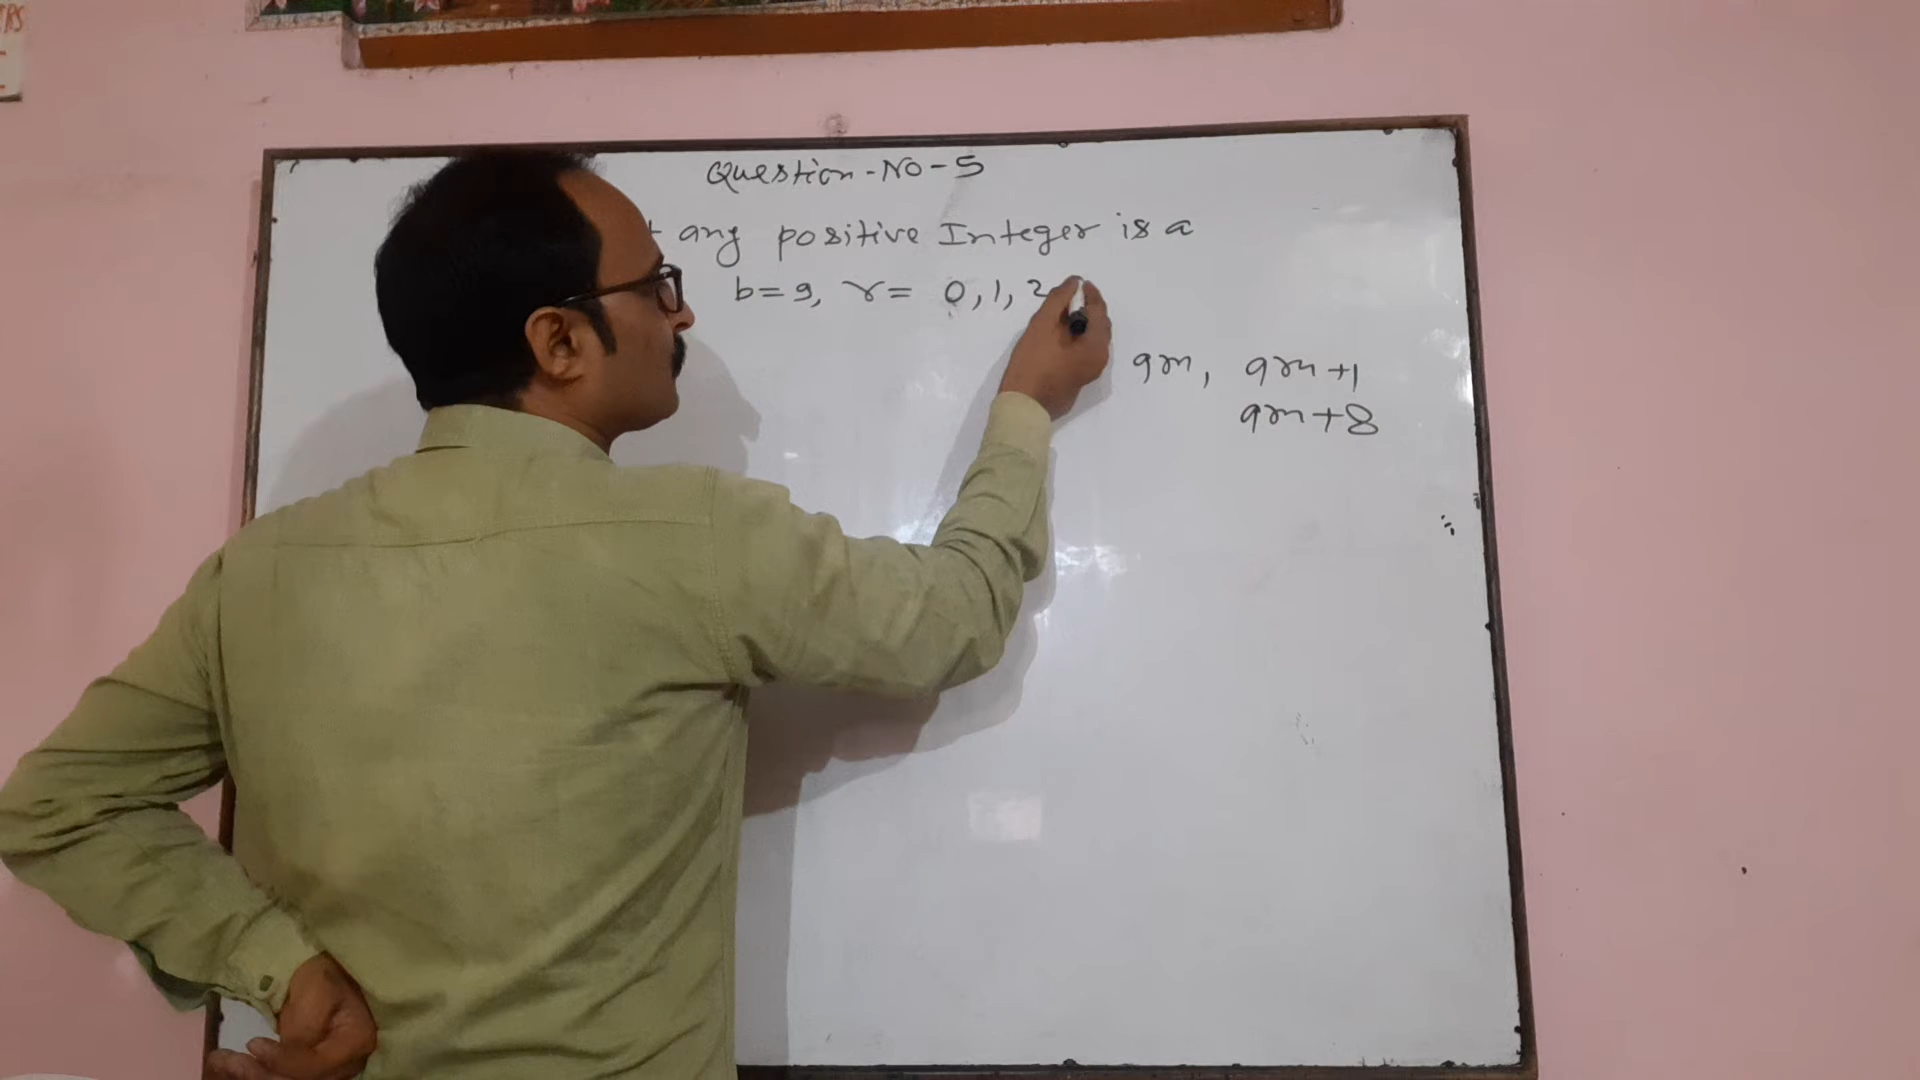 Question-No-5
any positive Integer is a
b=9, r= 0, 1, 2
9m, 9m+1
9m+8